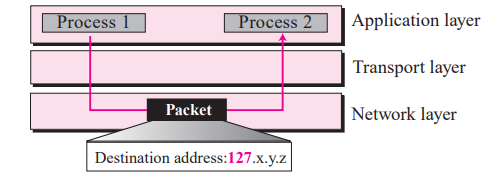 Process 1 Process 2 Application layer
Transport layer
Packet Network layer
Destination address:127.x.y.z